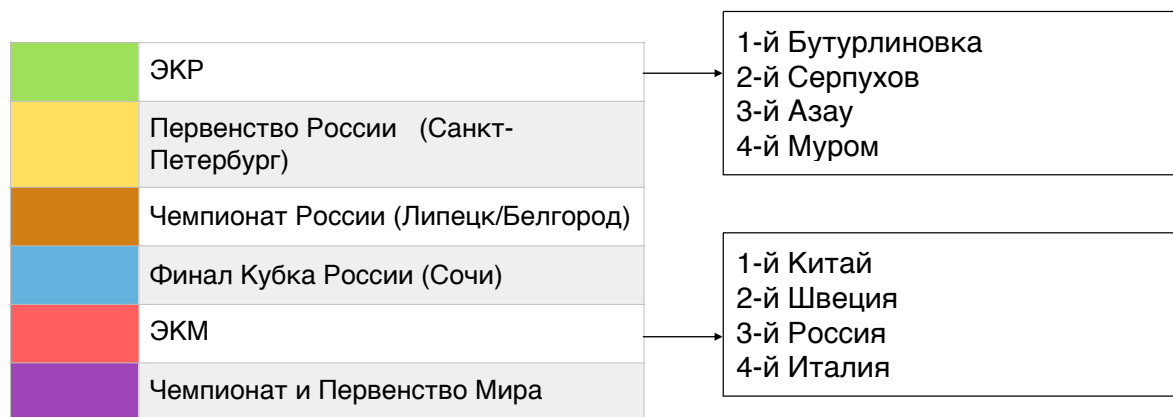 ЭКР
Первенство России (Санкт-
Петербург)
Чемпионат России (Липецк/Белгород)
Финал Кубка России (Сочи)
ЭКМ
Чемпионат и Первенство Мира
1-й Бутурлиновка
2-й Серпухов
3-й Азау
4-й Муром
1-й Китай
2-й Швеция
3-й Россия
4-й Италия